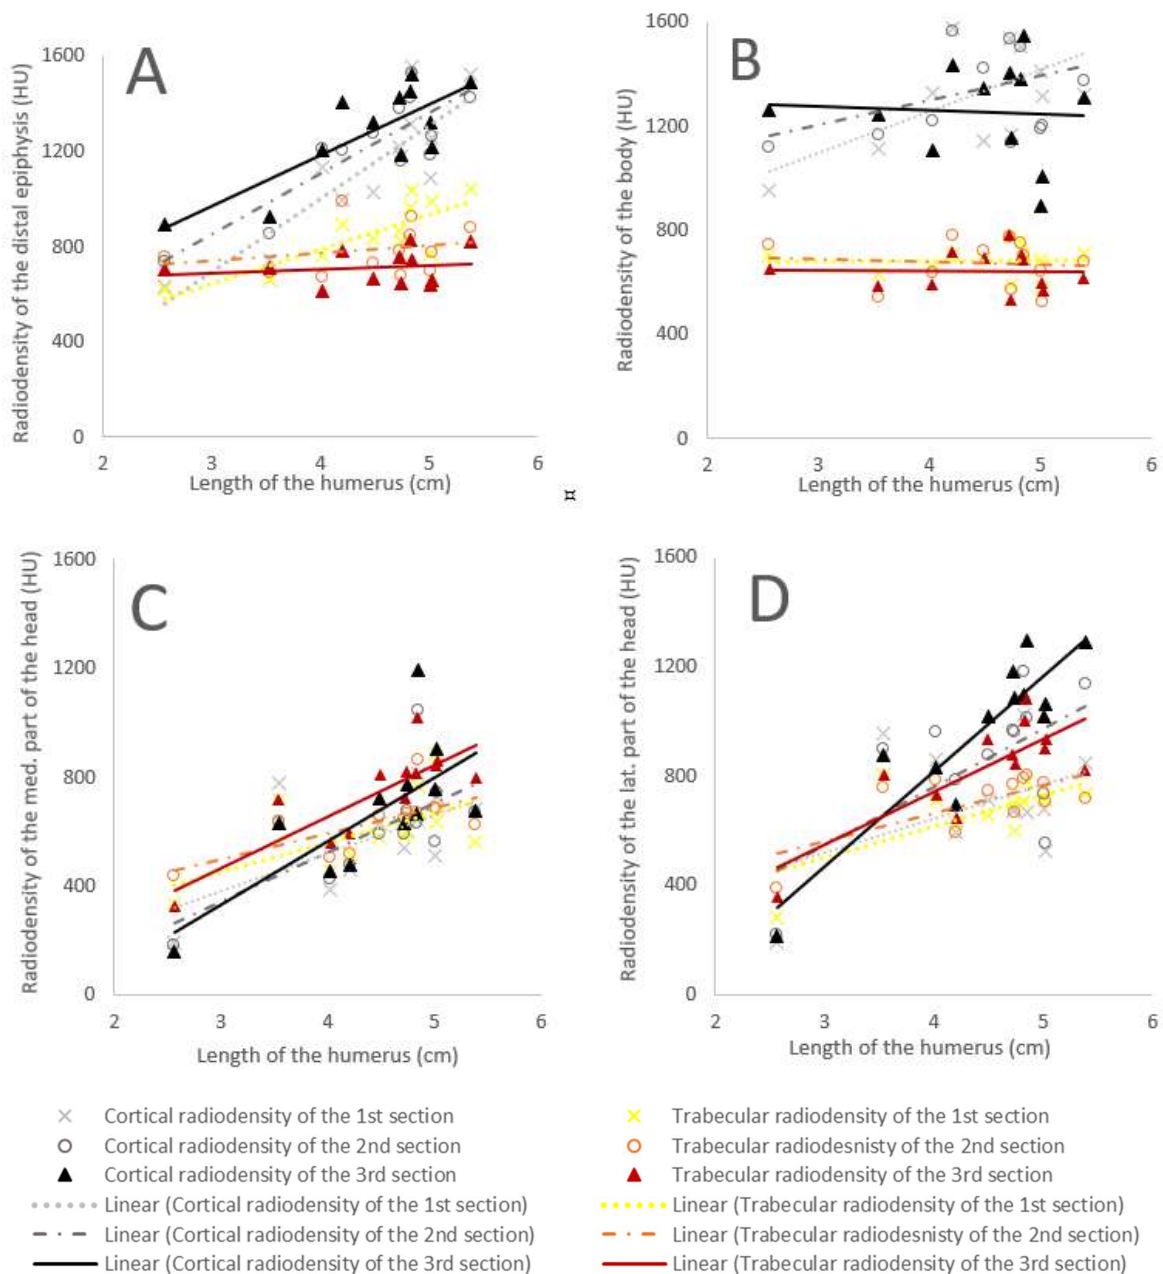 A
Radiodensity of the distal epiphysis (HU)
1600
1200
800
400
0
2 3 4 5 6
Length of the humerus (cm)
B
Radiodensity of the body (HU)
1600
1200
800
400
0
2 3 4 5 6
Length of the humerus (cm)
¤
C
Radiodensity of the med. part of the head (HU)
1600
1200
800
400
0
2 3 4 5 6
Length of the humerus (cm)
D
Radiodensity of the lat. part of the head (HU)
1600
1200
800
400
0
2 3 4 5 6
Length of the humerus (cm)
Cortical radiodensity of the 1st section
Cortical radiodensity of the 2nd section
Cortical radiodensity of the 3rd section
Linear (Cortical radiodensity of the 1st section)
Linear (Cortical radiodensity of the 2nd section)
Linear (Cortical radiodensity of the 3rd section)
Trabecular radiodensity of the 1st section
Trabecular radiodesnisty of the 2nd section
Trabecular radiodensity of the 3rd section
Linear (Trabecular radiodensity of the 1st section)
Linear (Trabecular radiodesnisty of the 2nd section)
Linear (Trabecular radiodensity of the 3rd section)